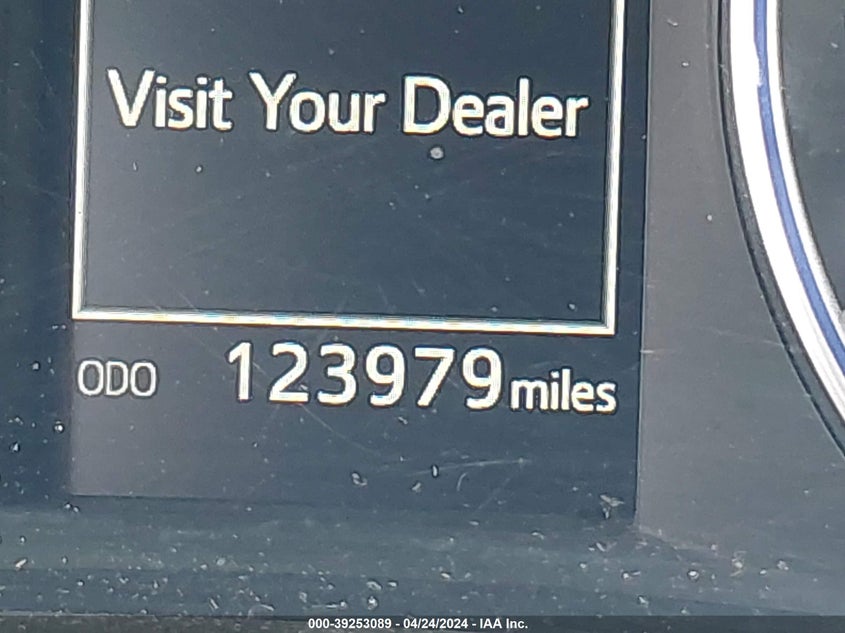 Visit Your Dealer
ODO 123979 miles
000-39253089 - 04/24/2024 - IAA Inc.